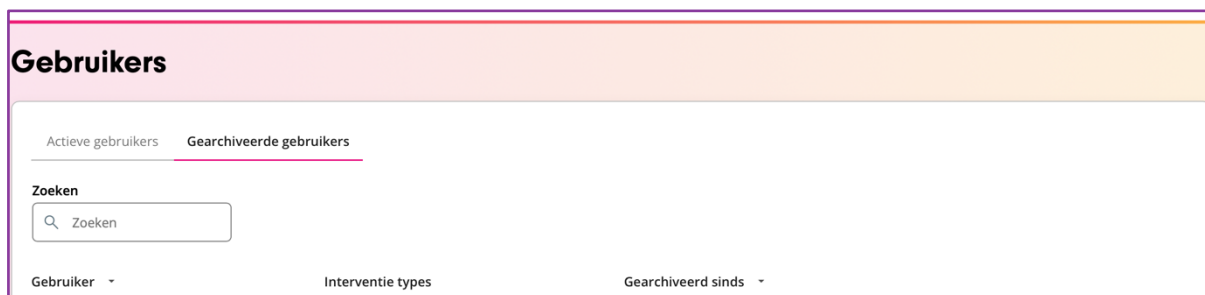 Gebruikers
Actieve gebruikers Gearchiveerde gebruikers
Zoeken
Zoeken
Gebruiker Interventie types Gearchiveerd sinds